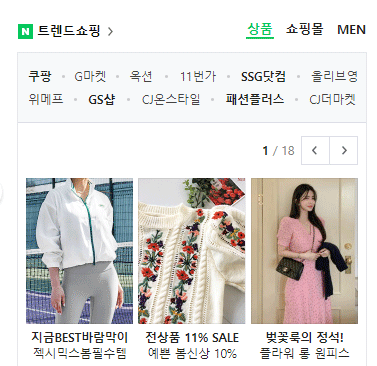 N 트렌드쇼핑 > 상품 쇼핑몰 MEN
쿠팡 • G마켓 • 옥션 • 11번가 • SSG닷컴 • 올리브영
위메프 • GS샵 • CJ온스타일 • 패션플러스 • CJ더마켓
1 / 18 < >
지금BEST바람막이 전상품 11% SALE 벚꽃룩의 정석!
젝시믹스봄필수템 예쁜 봄신상 10% 플라워 롱 원피스